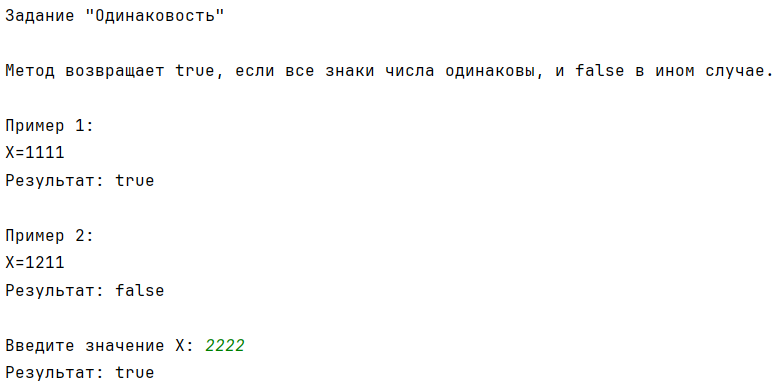 Задание "Одинаковость"
Метод возвращает true, если все знаки числа одинаковы, и false в ином случае.
Пример 1:
X=1111
Результат: true
Пример 2:
X=1211
Результат: false
Введите значение X: 2222
Результат: true